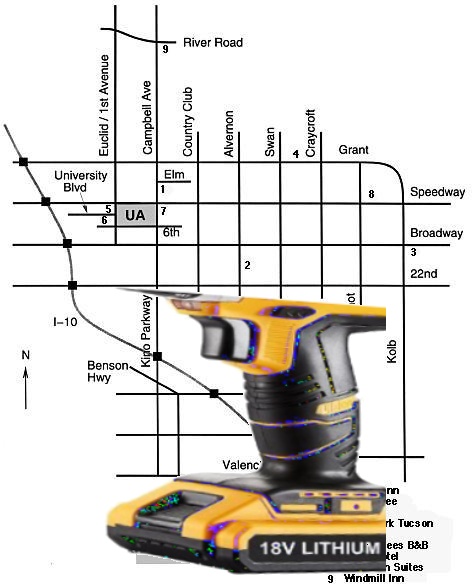 River Road
9
Euclid / 1st Avenue
Campbell Ave
Country Club
Alvernon
Swan
Craycroft
4
Grant
University
Blvd
Elm
1
8
Speedway
5
UA
7
6
6th
Broadway
2
3
22nd
I-10
Kino Parkway
Kolb
N
Benson
Hwy
Valenc
nn
ee
rk Tucson
ees B&B
tel
n Suites
9 Windmill Inn
18V LITHIUM